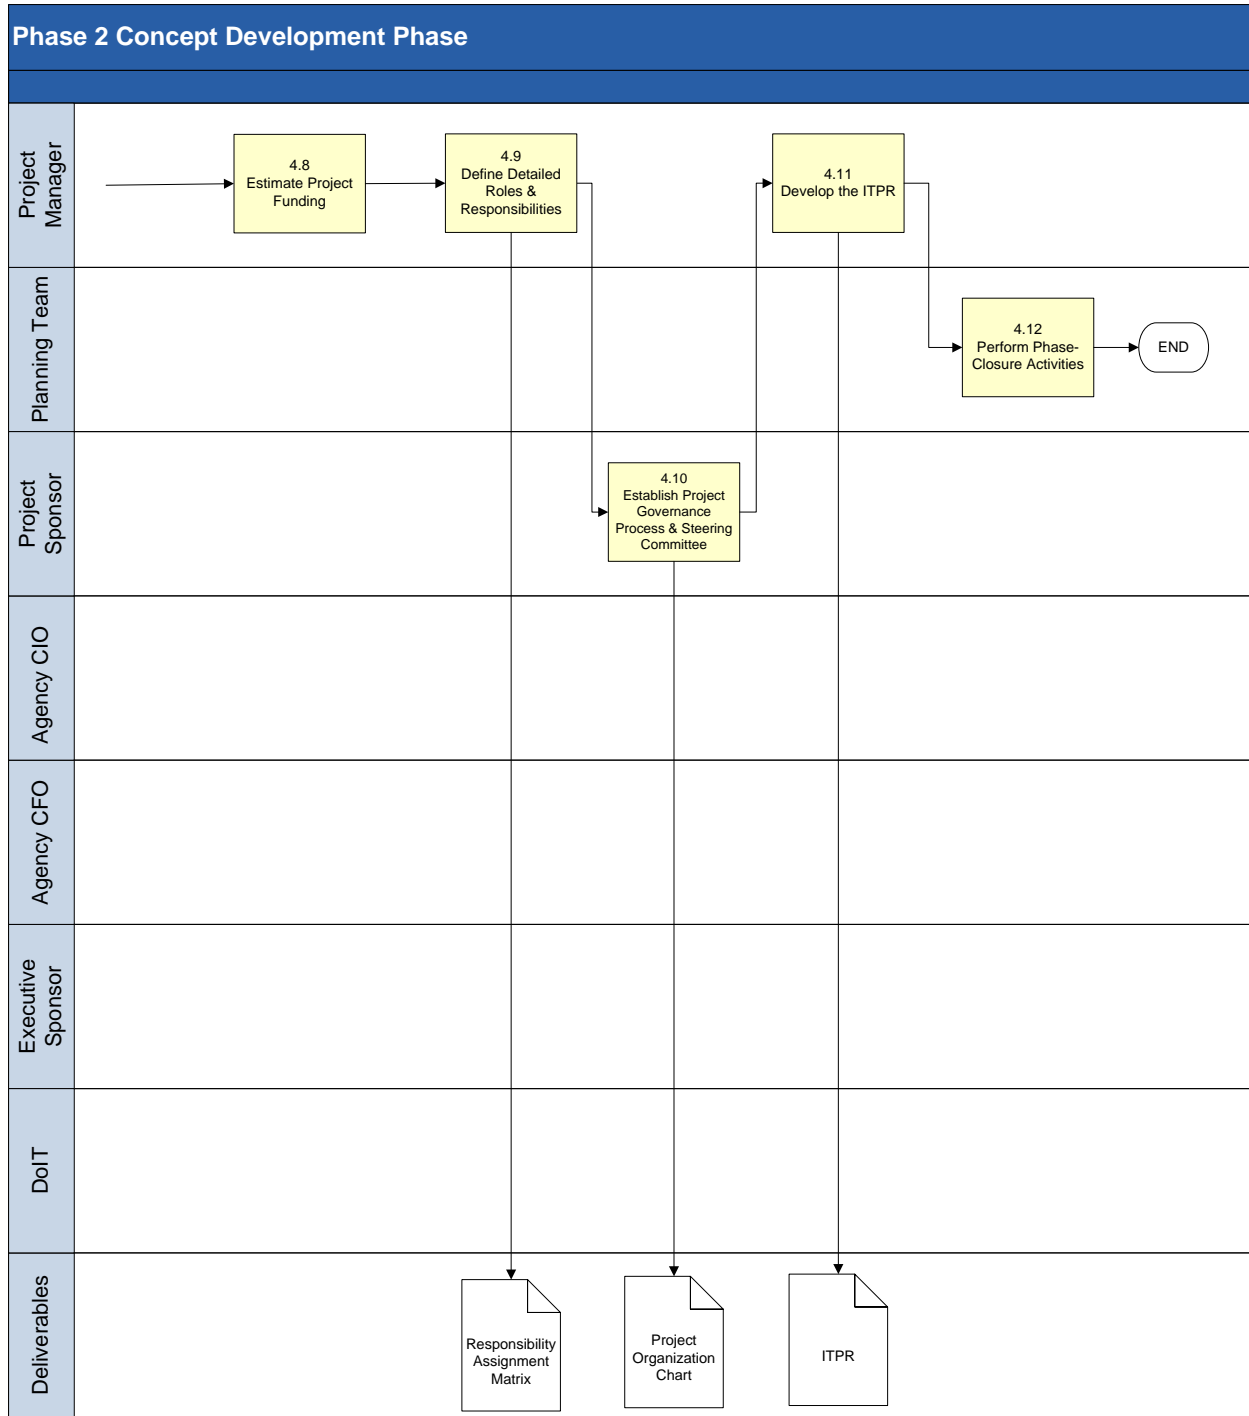 Phase 2 Concept Development Phase
Project
Manager
4.8
Estimate Project
Funding
4.9
Define Detailed
Roles &
Responsibilities
4.11
Develop the ITPR
Planning Team
4.12
Perform Phase-
Closure Activities
END
Project
Sponsor
4.10
Establish Project
Governance
Process & Steering
Committee
Agency CIO
Agency CFO
Executive
Sponsor
DoIT
Deliverables
Responsibility
Assignment
Matrix
Project
Organization
Chart
ITPR